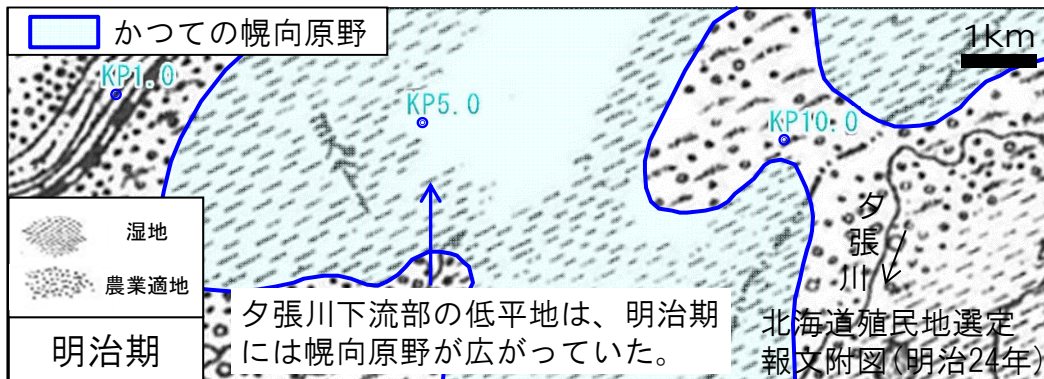 かつての幌向原野
1km
KP1.0
KP5.0
KP10.0
湿地
農業適地
明治期
夕張川
夕張川下流部の低平地は、明治期
には幌向原野が広がっていた。
北海道殖民地選定
報文附図(明治24年)